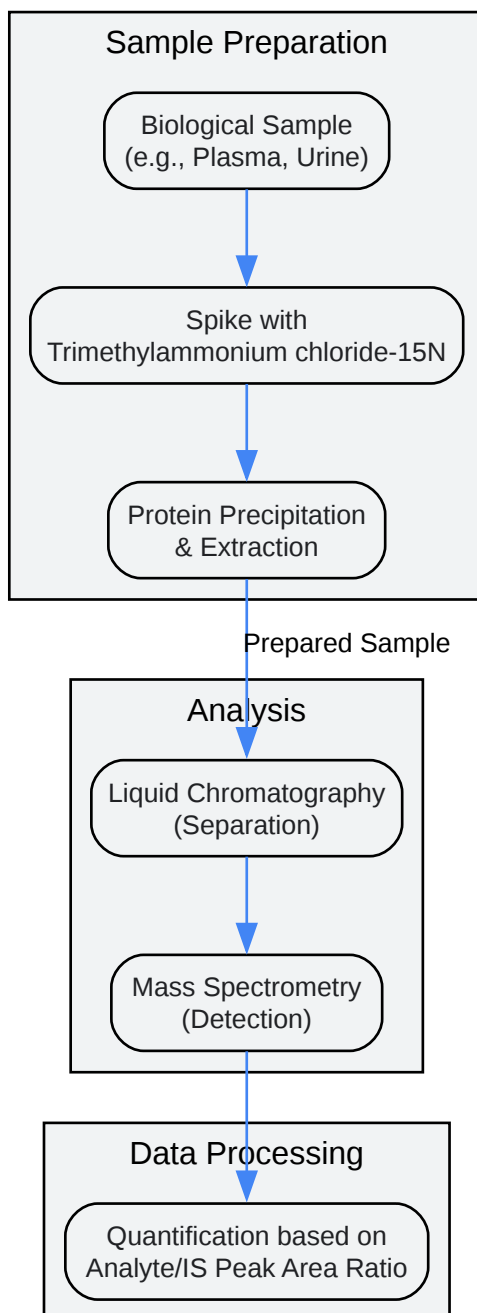 Sample Preparation
Biological Sample
(e.g., Plasma, Urine)
Spike with
Trimethylammonium chloride-15N
Protein Precipitation
& Extraction
Prepared Sample
Analysis
Liquid Chromatography
(Separation)
Mass Spectrometry
(Detection)
Data Processing
Quantification based on
Analyte/IS Peak Area Ratio